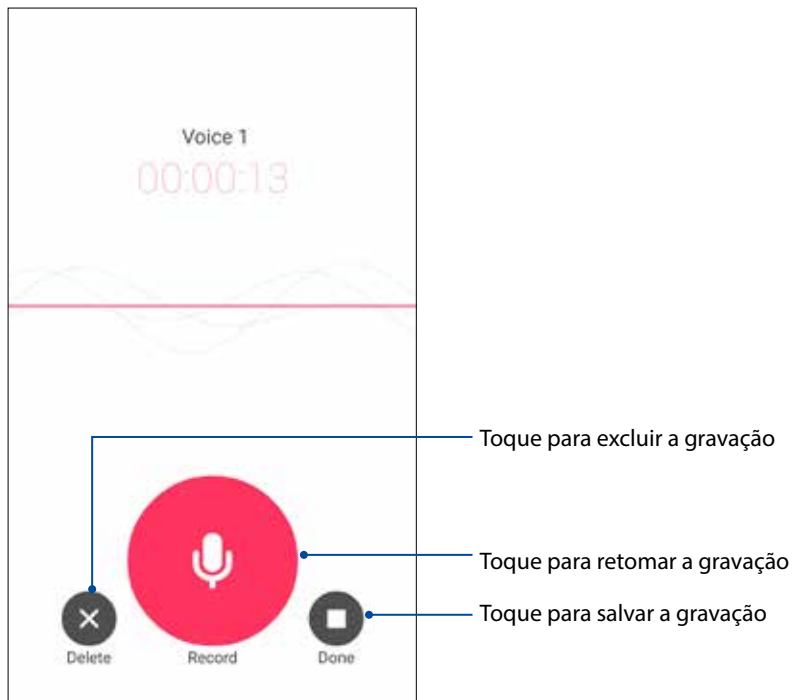 Voice 1
00:00:13
Toque para excluir a gravação
Toque para retomar a gravação
Toque para salvar a gravação
Delete
Record
Done